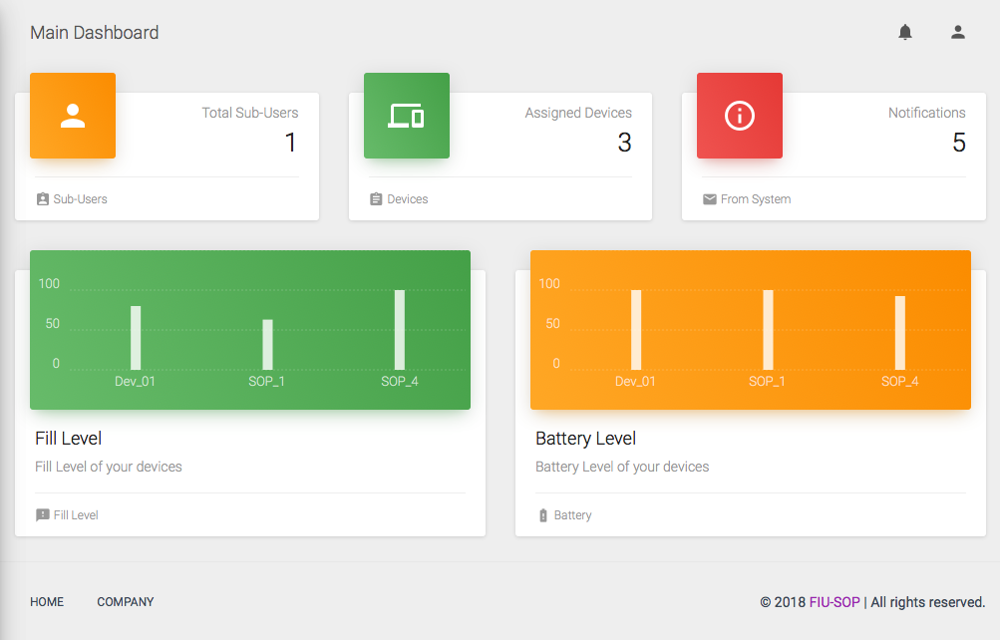 Main Dashboard
Total Sub-Users
1
Sub-Users
Assigned Devices
3
Devices
Notifications
5
From System
100
50
0
Dev_01 SOP_1 SOP_4
Fill Level
Fill Level of your devices
Fill Level
100
50
0
Dev_01 SOP_1 SOP_4
Battery Level
Battery Level of your devices
Battery
HOME COMPANY
© 2018 FIU-SOP | All rights reserved.